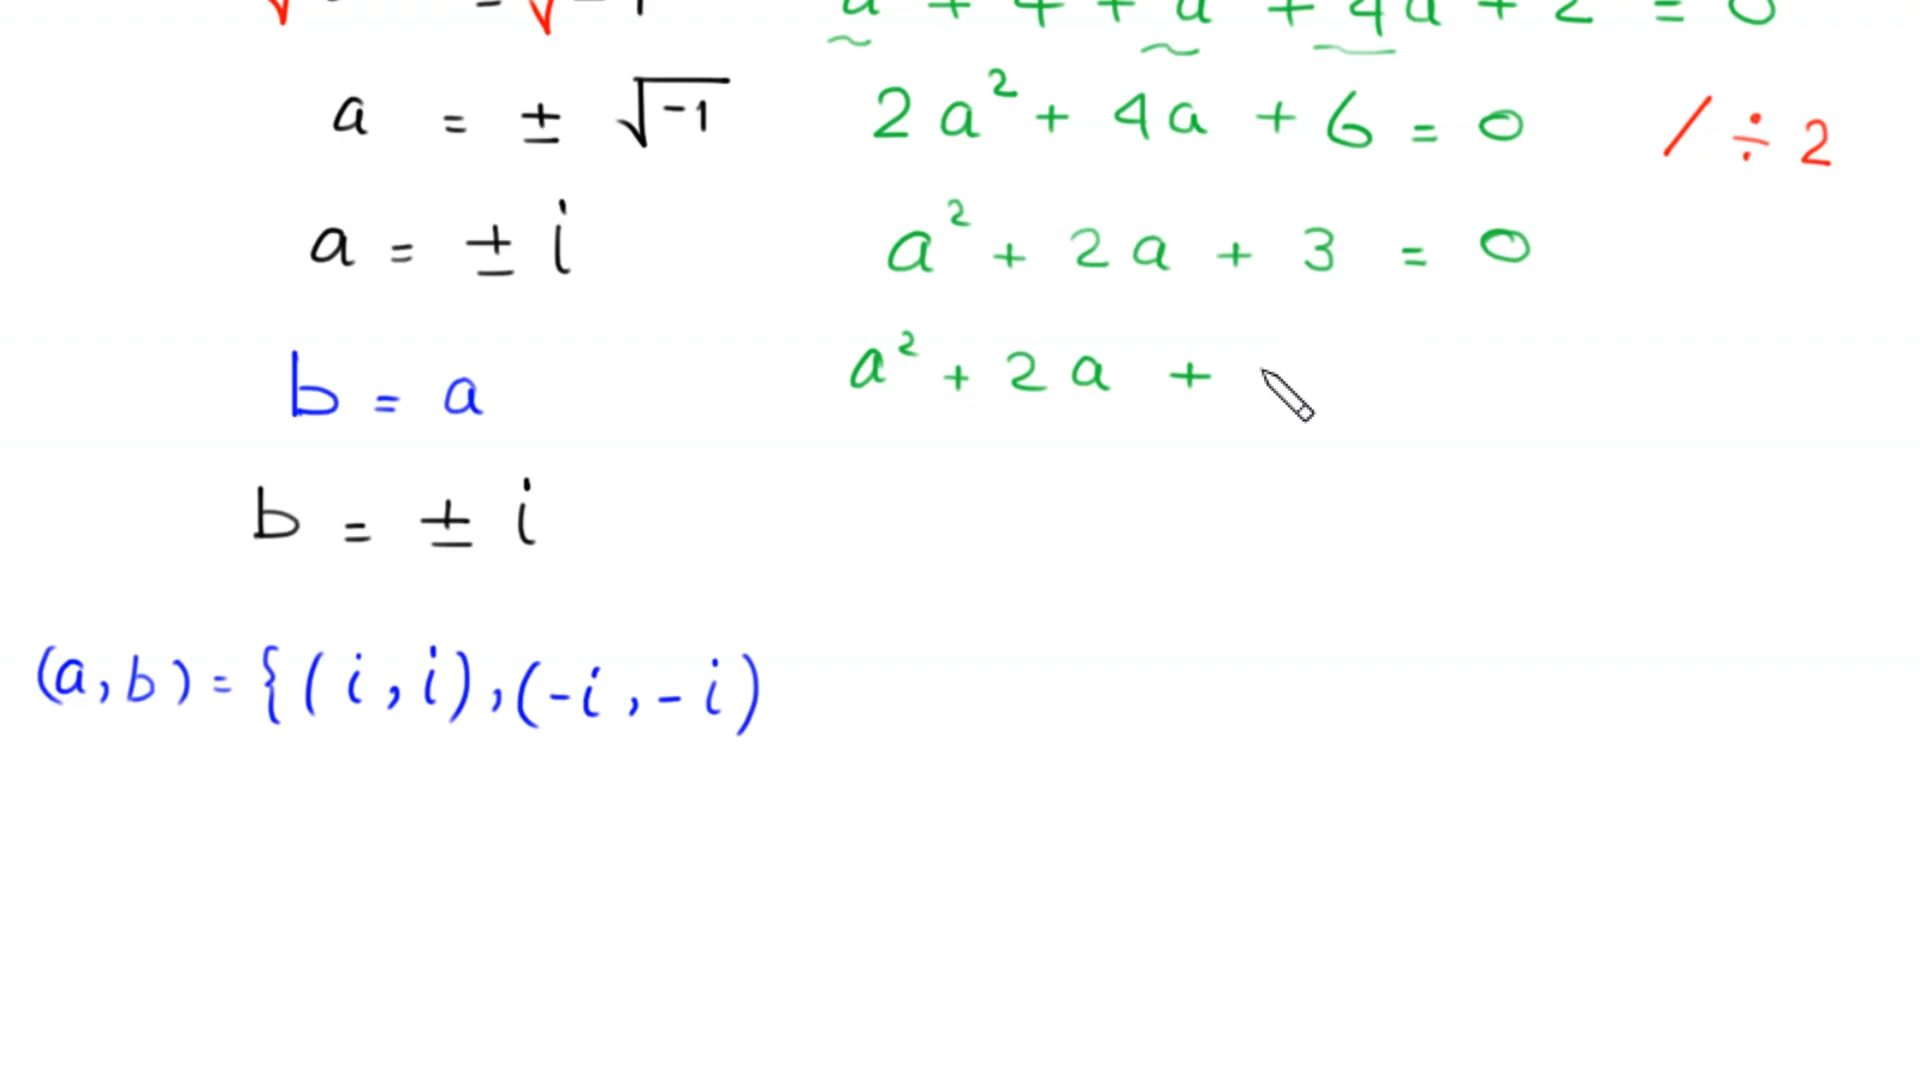 a = ± √-1
a = ± i
b = a
b = ± i
(a, b) = {(i, i), (-i, -i)
2a² + 4a + 6 = 0 / ÷ 2
a² + 2a + 3 = 0
a² + 2a +